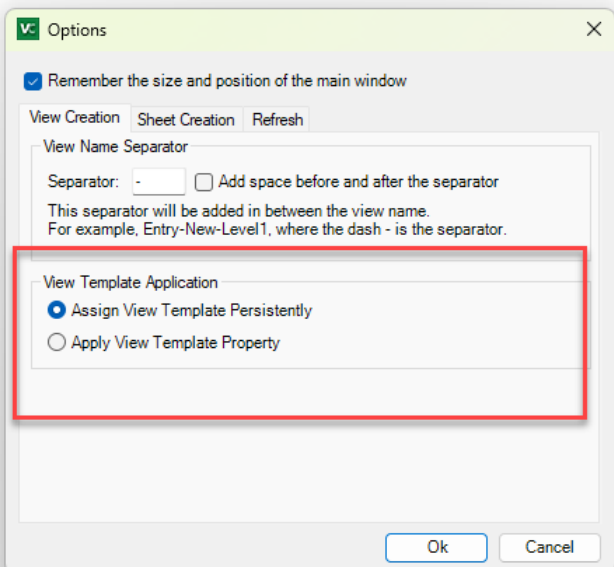 VC Options
Remember the size and position of the main window
View Creation Sheet Creation Refresh
View Name Separator
Separator: - Add space before and after the separator
This separator will be added in between the view name.
For example, Entry-New-Level1, where the dash - is the separator.
View Template Application
Assign View Template Persistently
Apply View Template Property
Ok Cancel